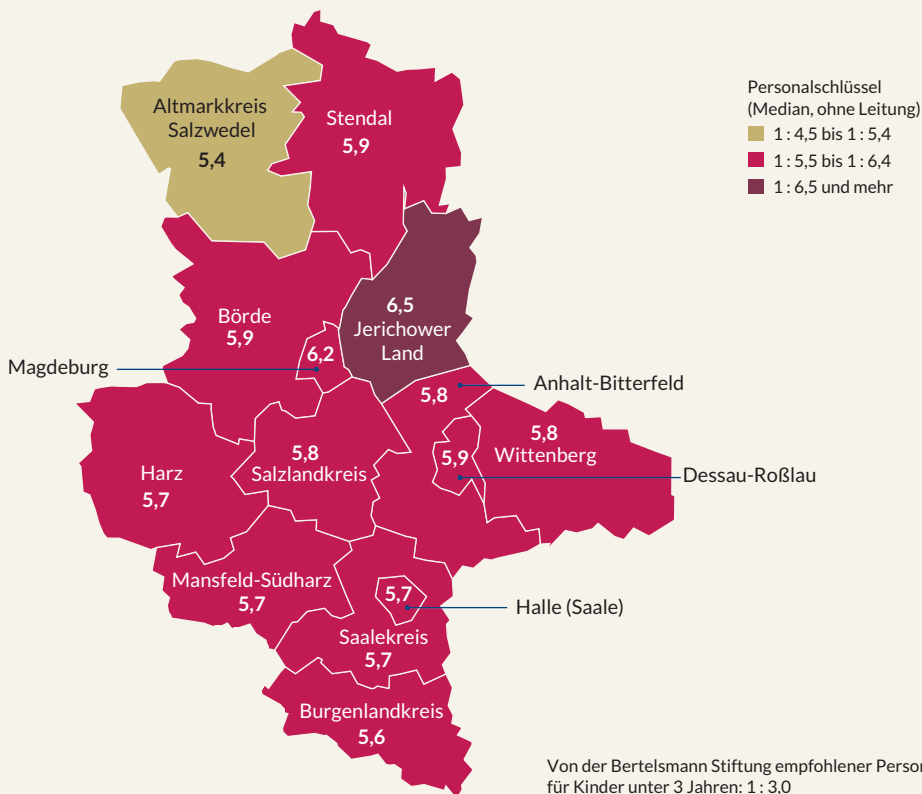 Personalschlüssel
(Median, ohne Leitung)
1 : 4,5 bis 1 : 5,4
1 : 5,5 bis 1 : 6,4
1 : 6,5 und mehr
Altmarkkreis
Salzwedel
5,4
Stendal
5,9
Börde
5,9
6,5
Jerichower
Land
Magdeburg
6,2
Anhalt-Bitterfeld
5,8
5,8
Wittenberg
5,9
Dessau-Roßlau
Harz
5,7
5,8
Salzlandkreis
Mansfeld-Südharz
5,7
5,7
Halle (Saale)
Saalekreis
5,7
Burgenlandkreis
5,6
Von der Bertelsmann Stiftung empfohlener
für Kinder unter 3 Jahren: 1 : 3,0